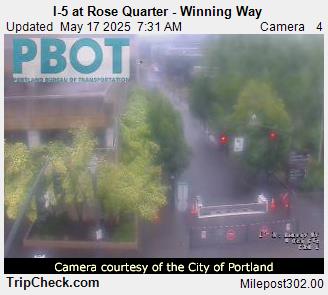 I-5 at Rose Quarter - Winning Way
Updated May 17 2025 7:31 AM Camera 4
PBOT
PORTLAND BUREAU OF TRANSPORTATION
Camera courtesy of the City of Portland
TripCheck.com Milepost302.00